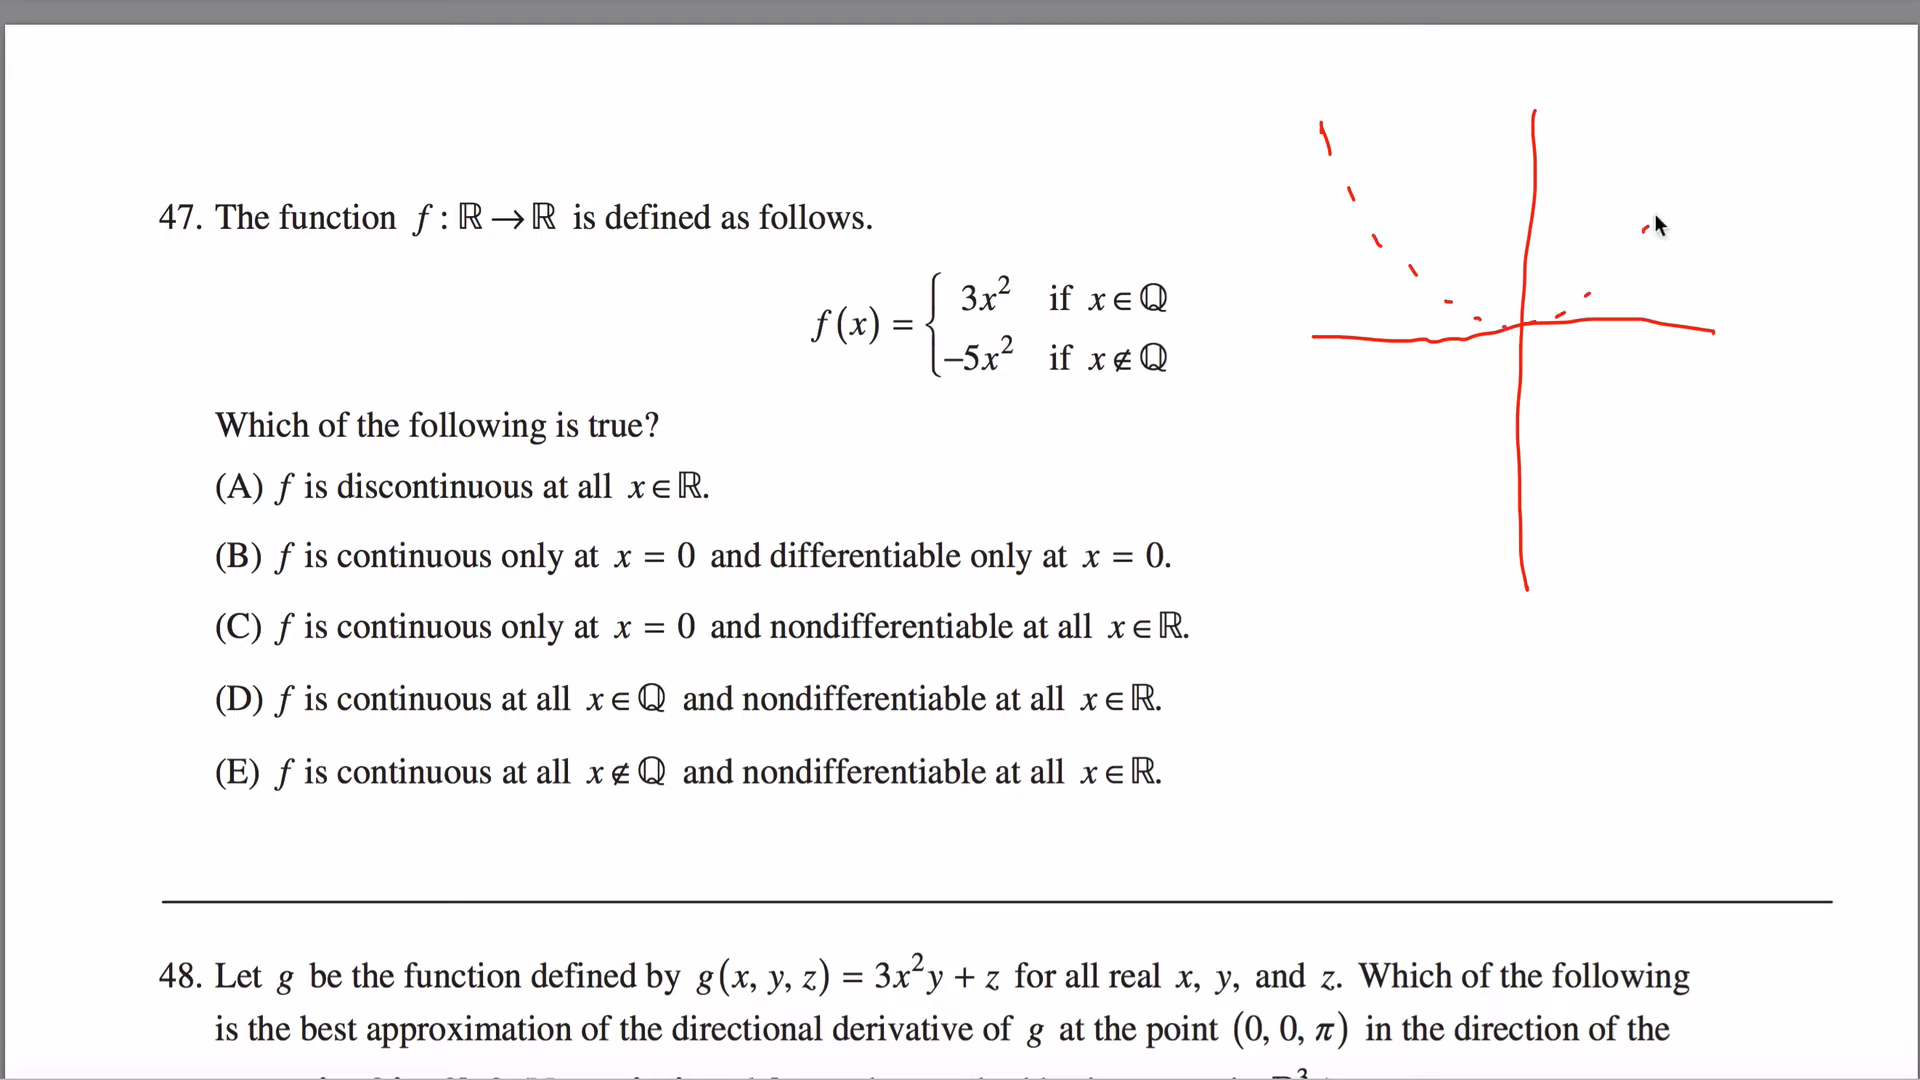 47. The function f : ℝ → ℝ is defined as follows.
f(x) = { 3x² if x ∈ ℚ
−5x² if x ∉ ℚ
Which of the following is true?
(A) f is discontinuous at all x ∈ ℝ.
(B) f is continuous only at x = 0 and differentiable only at x = 0.
(C) f is continuous only at x = 0 and nondifferentiable at all x ∈ ℝ.
(D) f is continuous at all x ∈ ℚ and nondifferentiable at all x ∈ ℝ.
(E) f is continuous at all x ∉ ℚ and nondifferentiable at all x ∈ ℝ.
48. Let g be the function defined by g(x, y, z) = 3x²y + z for all real x, y, and z. Which of the following
is the best approximation of the directional derivative of g at the point (0, 0, π) in the direction of the